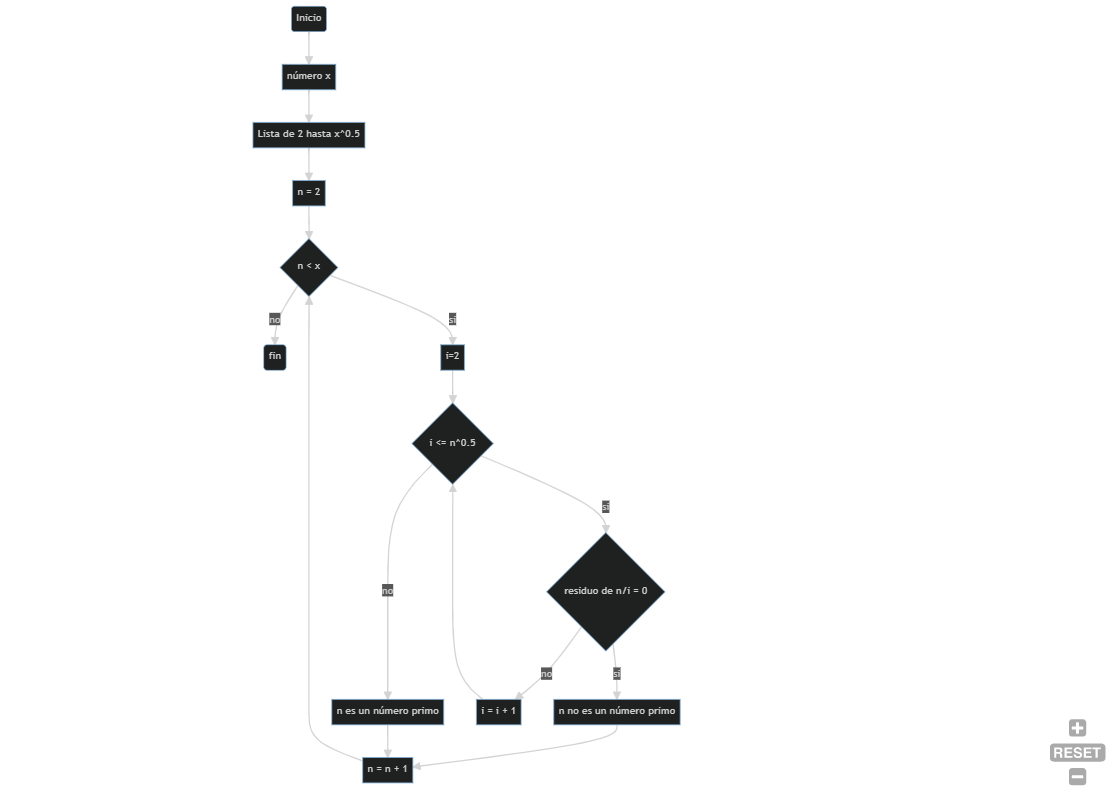 Inicio
número x
Lista de 2 hasta x^0.5
n = 2
n < x
no
si
fin
i=2
i <= n^0.5
si
no
residuo de n/i = 0
no
si
n es un número primo
i = i + 1
n no es un número primo
n = n + 1
RESET